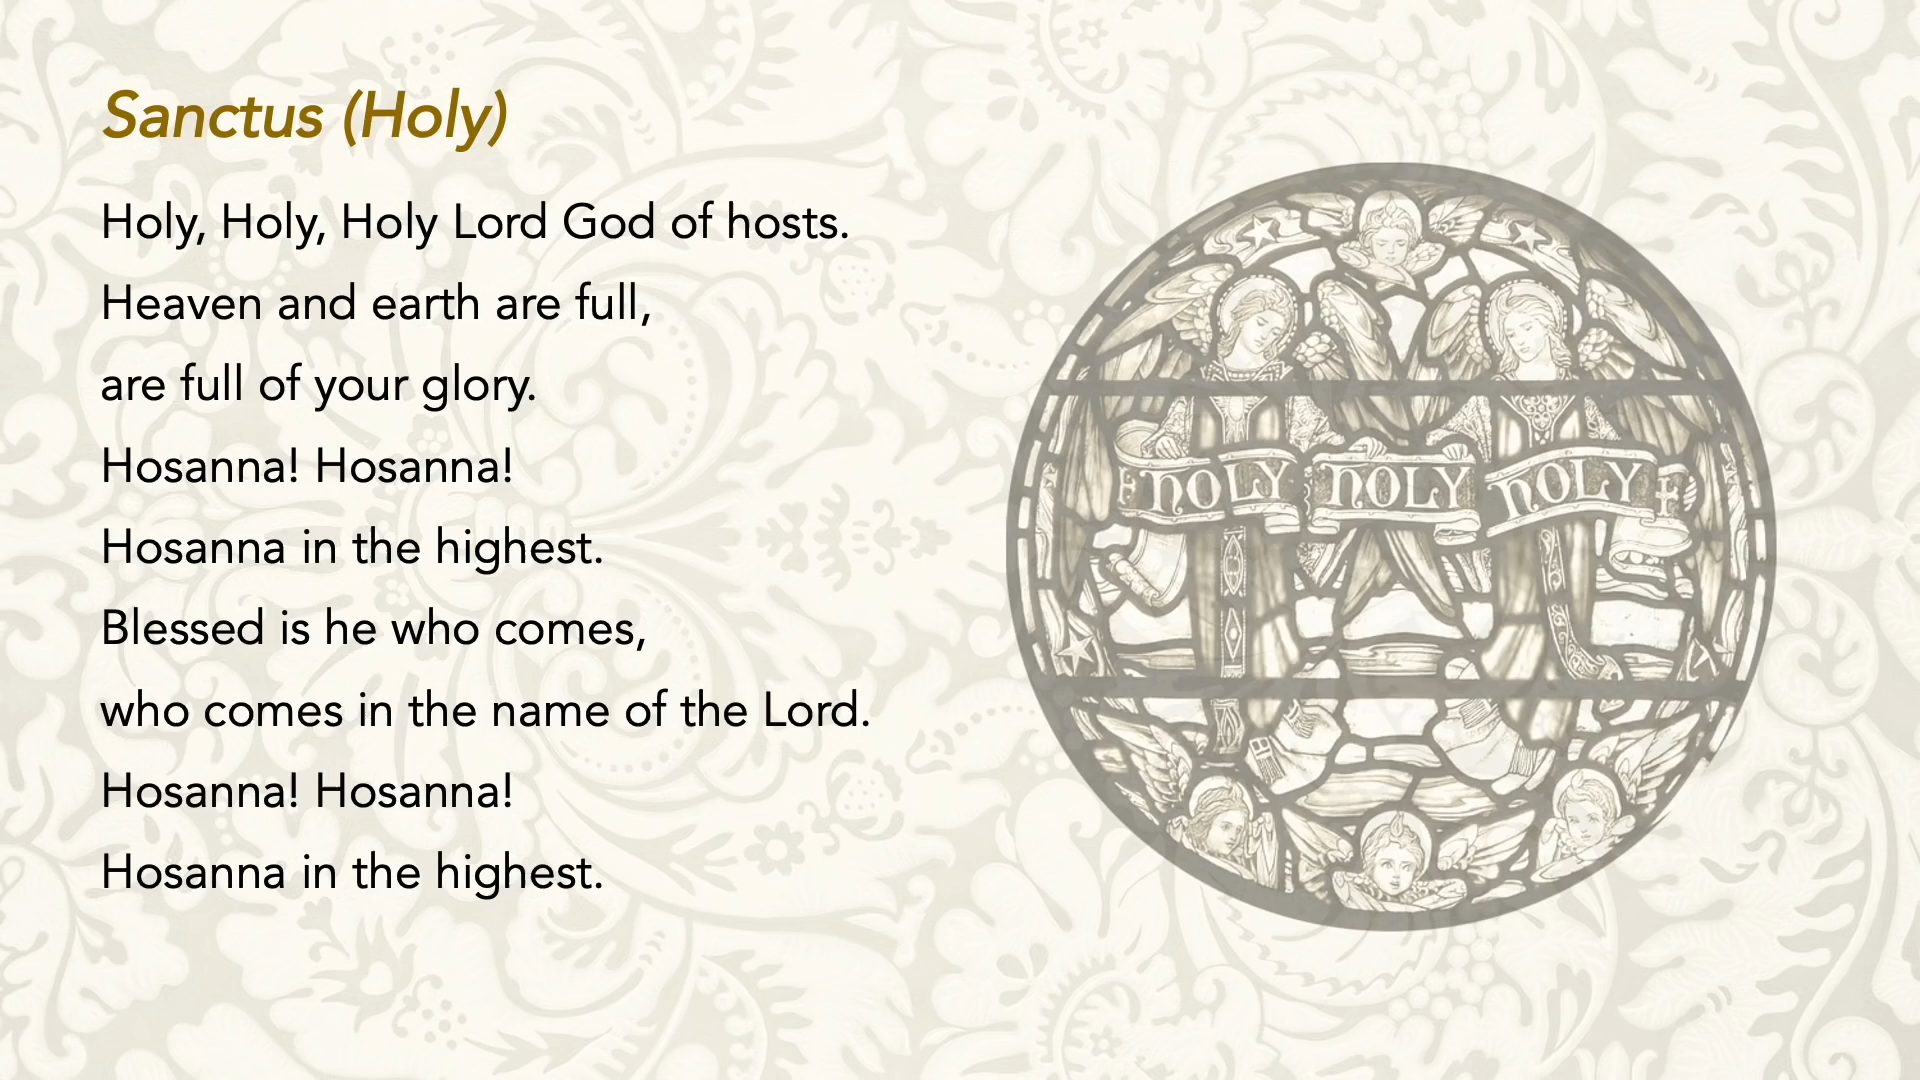 Sanctus (Holy)
Holy, Holy, Holy Lord God of hosts.
Heaven and earth are full,
are full of your glory.
Hosanna! Hosanna!
Hosanna in the highest.
Blessed is he who comes,
who comes in the name of the Lord.
Hosanna! Hosanna!
Hosanna in the highest.
HOLY HOLY HOLY